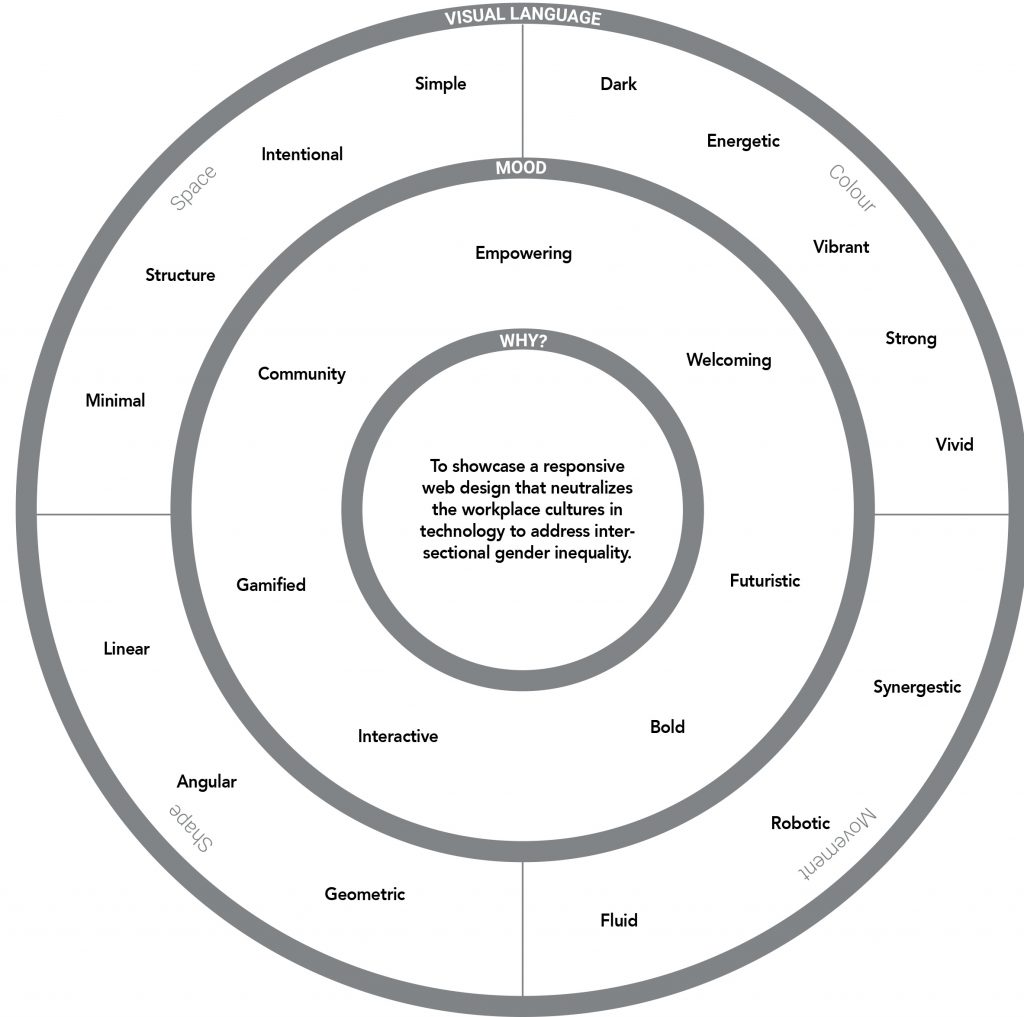 VISUAL LANGUAGE
Simple
Dark
Energetic
Intentional
Space
Colour
MOOD
Vibrant
Empowering
Structure
Strong
WHY?
Welcoming
Community
Minimal
Vivid
To showcase a responsive
web design that neutralizes
the workplace cultures in
technology to address inter-
sectional gender inequality.
Gamified
Futuristic
Linear
Synergestic
Interactive
Bold
Angular
Shape
Robotic
Movement
Geometric
Fluid